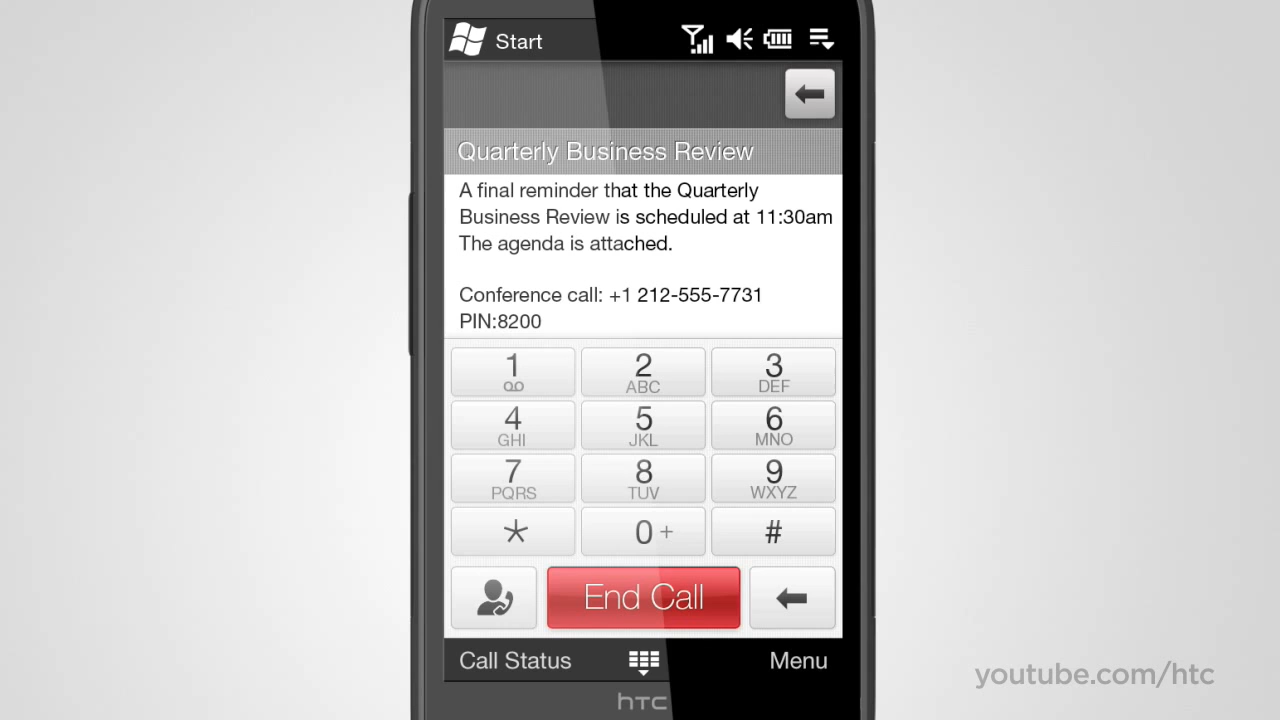 Start
Quarterly Business Review
A final reminder that the Quarterly
Business Review is scheduled at 11:30am
The agenda is attached.
Conference call: +1 212-555-7731
PIN:8200
1 2 3
ABC DEF
4 5 6
GHI JKL MNO
7 8 9
PQRS TUV WXYZ
* 0 + #
End Call
Call Status Menu
hTC
youtube.com/htc